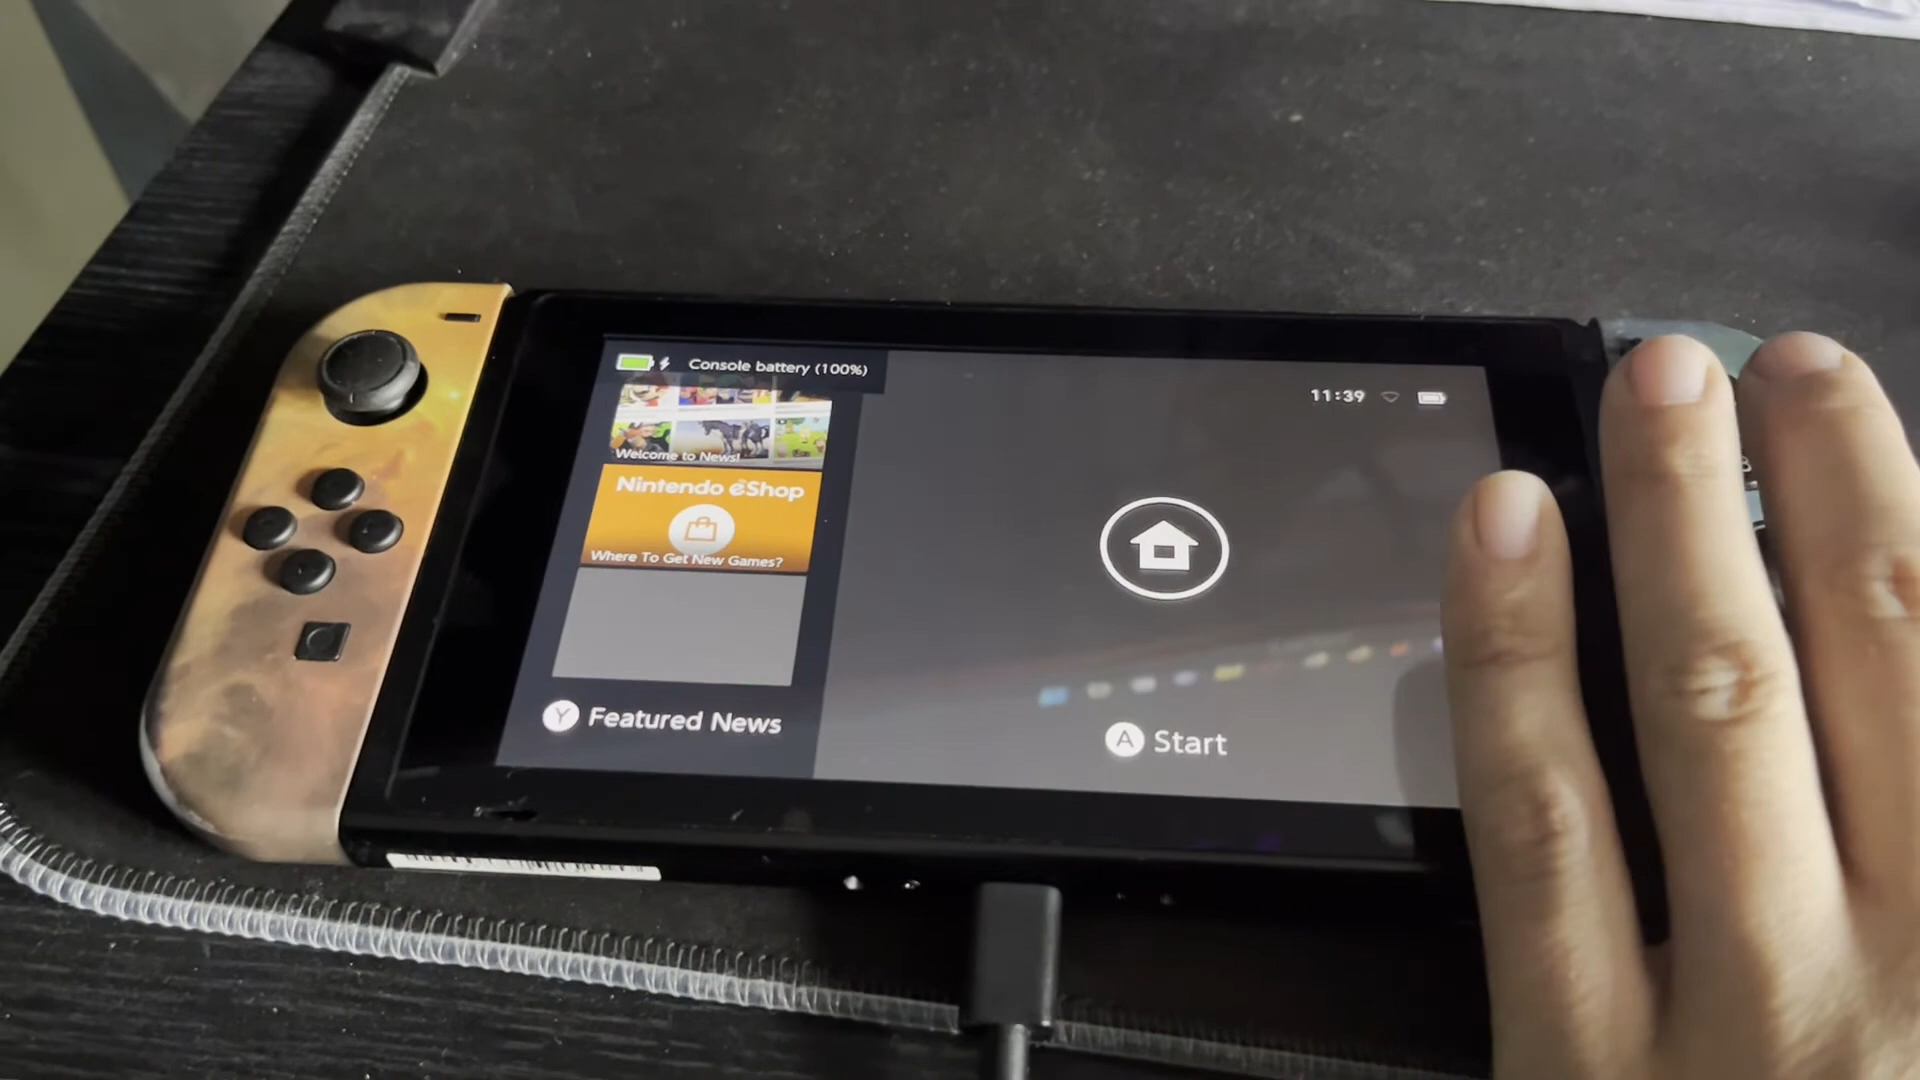 Console battery (100%)
11:39
Welcome to News!
Nintendo eShop
Where To Get New Games?
Y Featured News
A Start
B